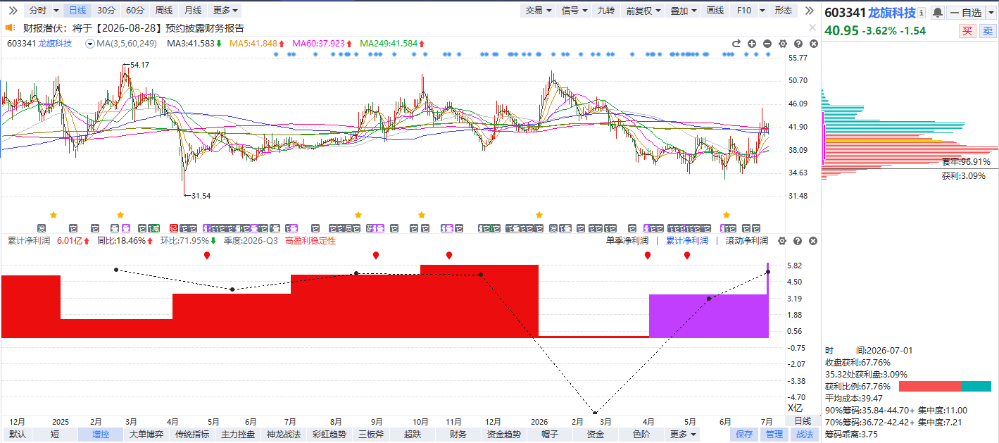 分时 日线 30分 60分 周线 月线 更多 交易 信号 九转 前复权 叠加 画线 F10 形态
603341 龙旗科技 自选
40.95 -3.62% -1.54 买 卖
财报潜伏：将于【2026-08-28】预约披露财务报告
603341 龙旗科技 MA(3,5,60,249) MA3:41.583 MA5:41.848 MA60:37.923 MA249:41.584
55.77
54.17
50.70
46.09
41.90
38.09
34.63
31.54
31.48
套牢:96.91%
获利:3.09%
累计净利润 6.01亿 同比:18.46% 环比:71.95% 季度:2026-Q3 高盈利稳定性 单季净利润 | 累计净利润 | 滚动净利润
5.82
4.50
3.19
1.88
0.56
-0.75
-2.07
-3.38
-4.70
X亿
时 间:2026-07-01
收盘获利:67.76%
35.32处获利盘:3.09%
获利比例:67.76%
平均成本:39.47
90%筹码:35.84-44.70+ 集中度:11.00
70%筹码:36.72-42.42+ 集中度:7.21
筹码乖离:3.75
12月 2025 2月 3月 4月 5月 6月 7月 8月 9月 10月 11月 12月 2026 2月 3月 4月 5月 6月 7月 日线
默认 短 增控 大单博弈 传统指标 主力控盘 神龙战法 彩虹趋势 三板斧 超跌 财务 资金趋势 帽子 资金 色阶 更多 保存 管理 战法